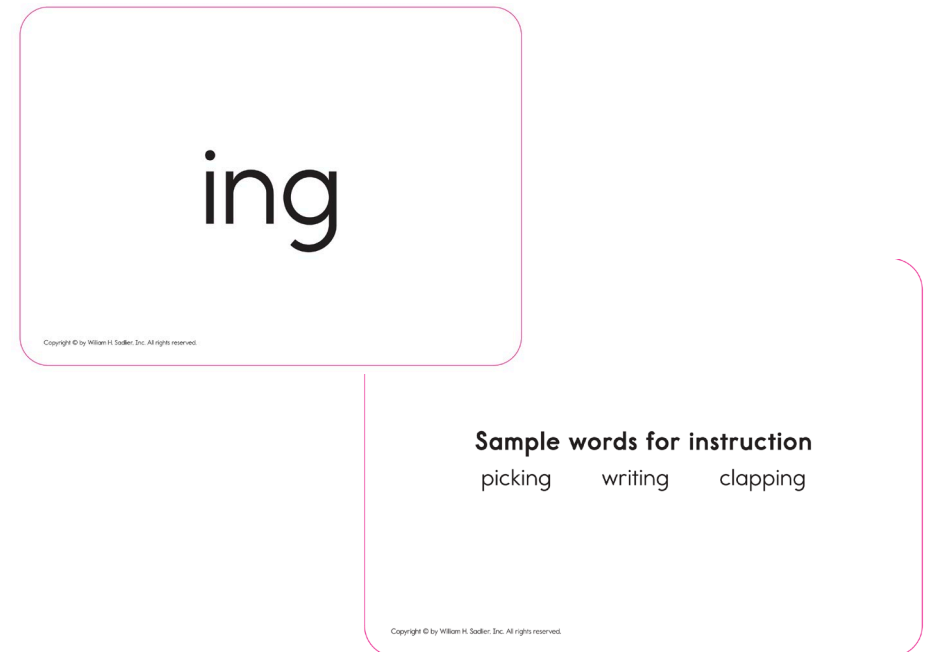 ing
Copyright © by William H. Sadlier, Inc. All rights reserved.
Sample words for instruction
picking writing clapping
Copyright © by William H. Sadlier, Inc. All rights reserved.